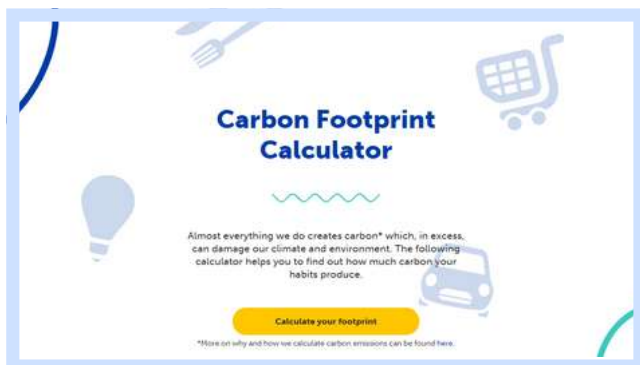 Carbon Footprint
Calculator
Almost everything we do creates carbon* which, in excess,
can damage our climate and environment. The following
calculator helps you to find out how much carbon your
habits produce.
Calculate your footprint
*More on why and how we calculate carbon emissions can be found here.